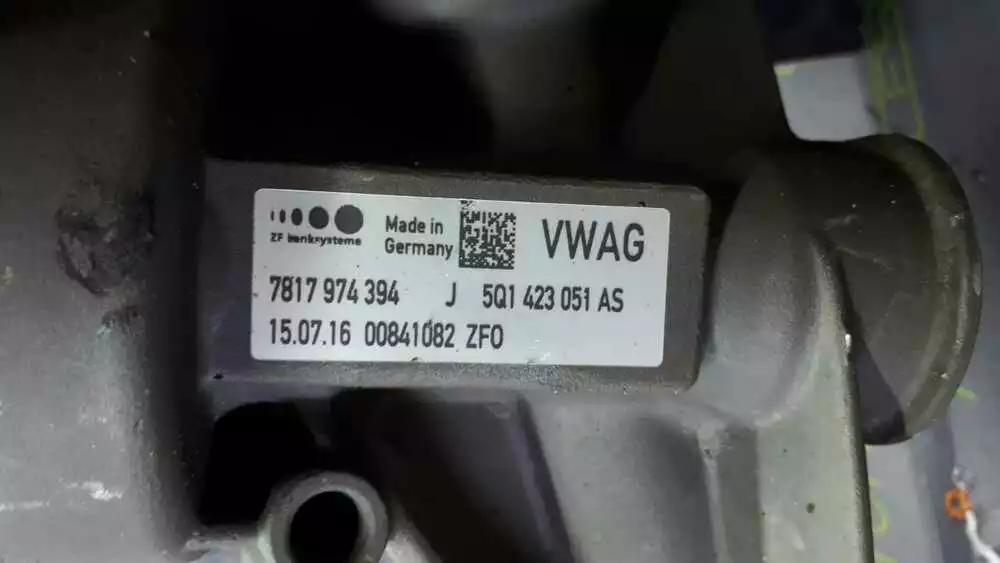 ZF Lenksysteme
Made in
Germany
VWAG
7817 974 394 J 5Q1 423 051 AS
15.07.16 00841082 ZFO